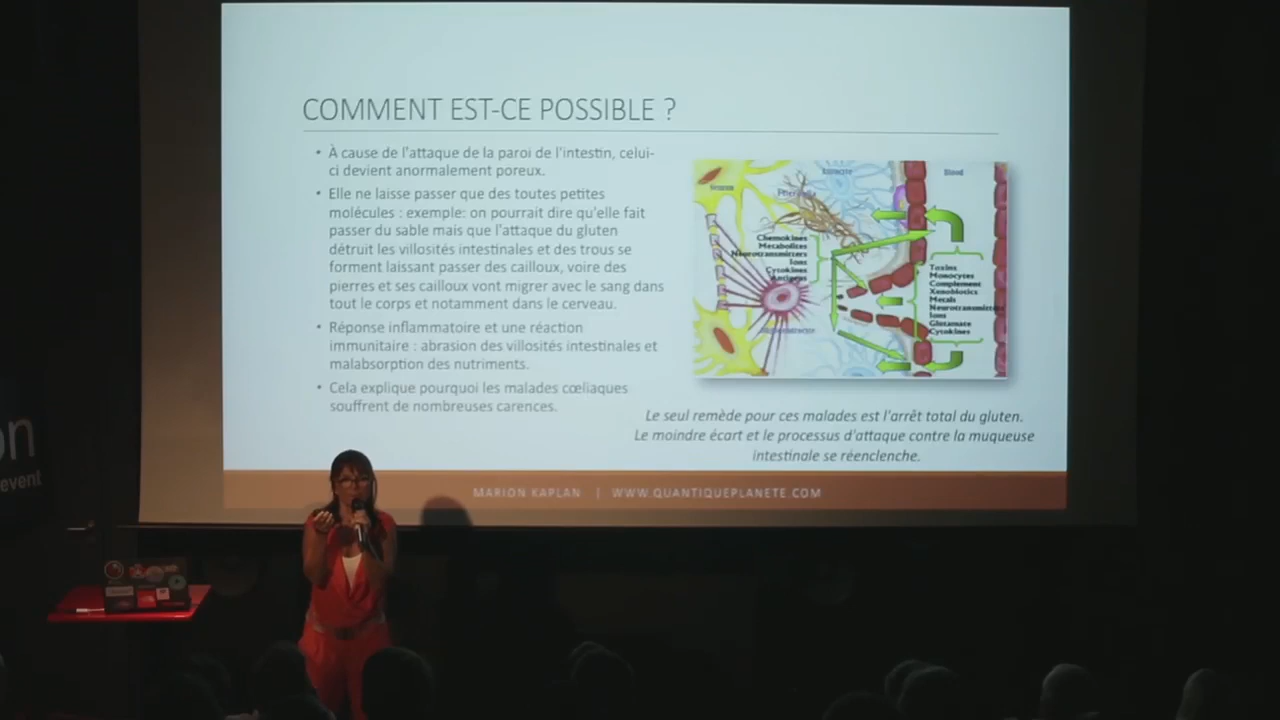 COMMENT EST-CE POSSIBLE ?
• À cause de l'attaque de la paroi de l'intestin, celui-
ci devient anormalement poreux.
• Elle ne laisse passer que des toutes petites
molécules : exemple: on pourrait dire qu'elle fait
passer du sable mais que l'attaque du gluten
détruit les villosités intestinales et des trous se
forment laissant passer des cailloux, voire des
pierres et ses cailloux vont migrer avec le sang dans
tout le corps et notamment dans le cerveau.
• Réponse inflammatoire et une réaction
immunitaire : abrasion des villosités intestinales et
malabsorption des nutriments.
• Cela explique pourquoi les malades cœliaques
souffrent de nombreuses carences.
Neuron
Blood
Chemokines
Metabolites
Neurotransmitters
Ions
Cytokines
Antigens
Toxins
Monocytes
Complement
Xenobiotics
Metals
Neurotransmitters
Ions
Glutamate
Cytokines
Le seul remède pour ces malades est l'arrêt total du gluten.
Le moindre écart et le processus d'attaque contre la muqueuse
intestinale se réenclenche.
MARION KAPLAN | WWW.QUANTIQUEPLANETE.COM
on
event